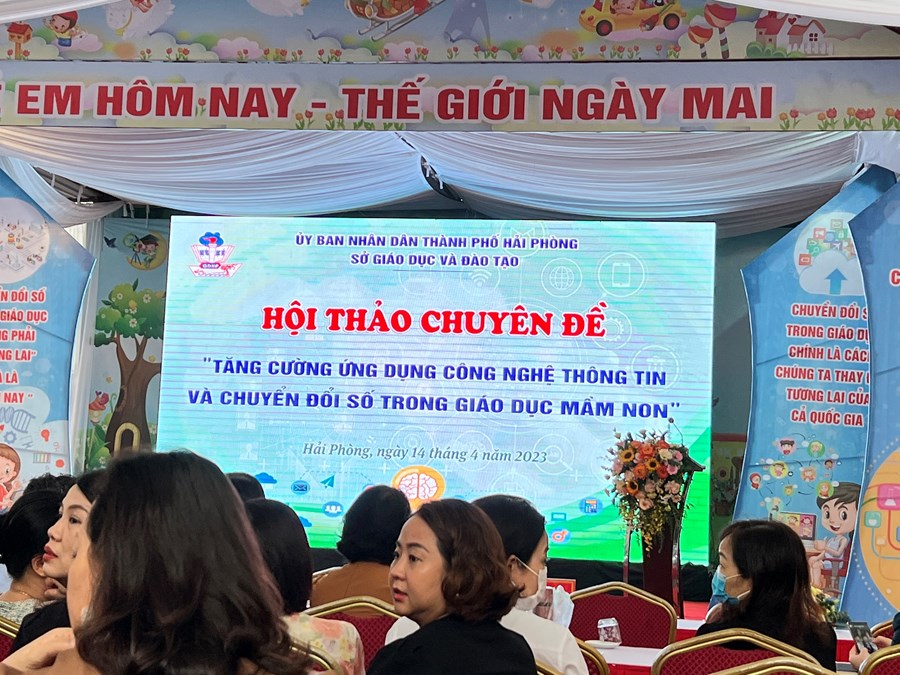 EM HÔM NAY - THẾ GIỚI NGÀY MAI
ỦY BAN NHÂN DÂN THÀNH PHỐ HẢI PHÒNG
SỞ GIÁO DỤC VÀ ĐÀO TẠO
HỘI THẢO CHUYÊN ĐỀ
"TĂNG CƯỜNG ỨNG DỤNG CÔNG NGHỆ THÔNG TIN
VÀ CHUYỂN ĐỔI SỐ TRONG GIÁO DỤC MẦM NON"
Hải Phòng, ngày 14 tháng 4 năm 2023
ĐỔI SỐ
GIÁO DỤC
PHẢI
LAI"
LÀ
NAY "
CHUYỂN ĐỔI
TRONG GIÁO
CHÍNH LÀ
CHÚNG TA THAY
TƯƠNG LAI CỦA
CẢ QUỐC GIA